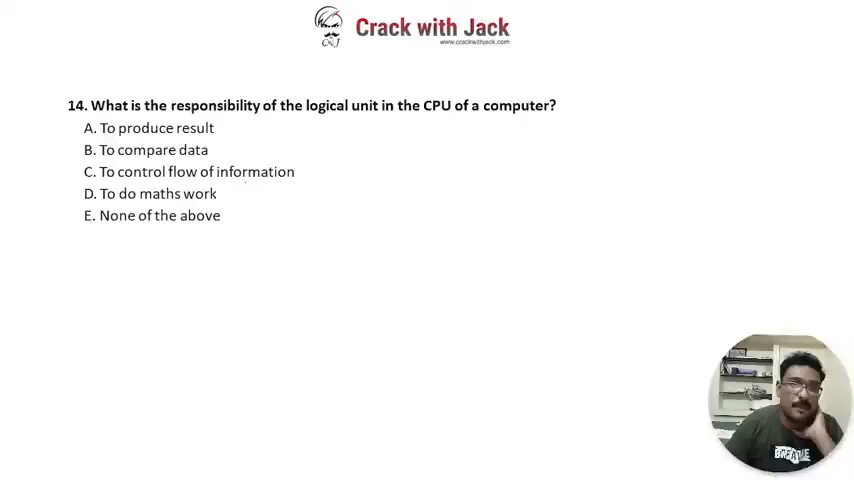 CWJ
Crack with Jack
www.crackwithjack.com
14. What is the responsibility of the logical unit in the CPU of a computer?
A. To produce result
B. To compare data
C. To control flow of information
D. To do maths work
E. None of the above
BREATHE